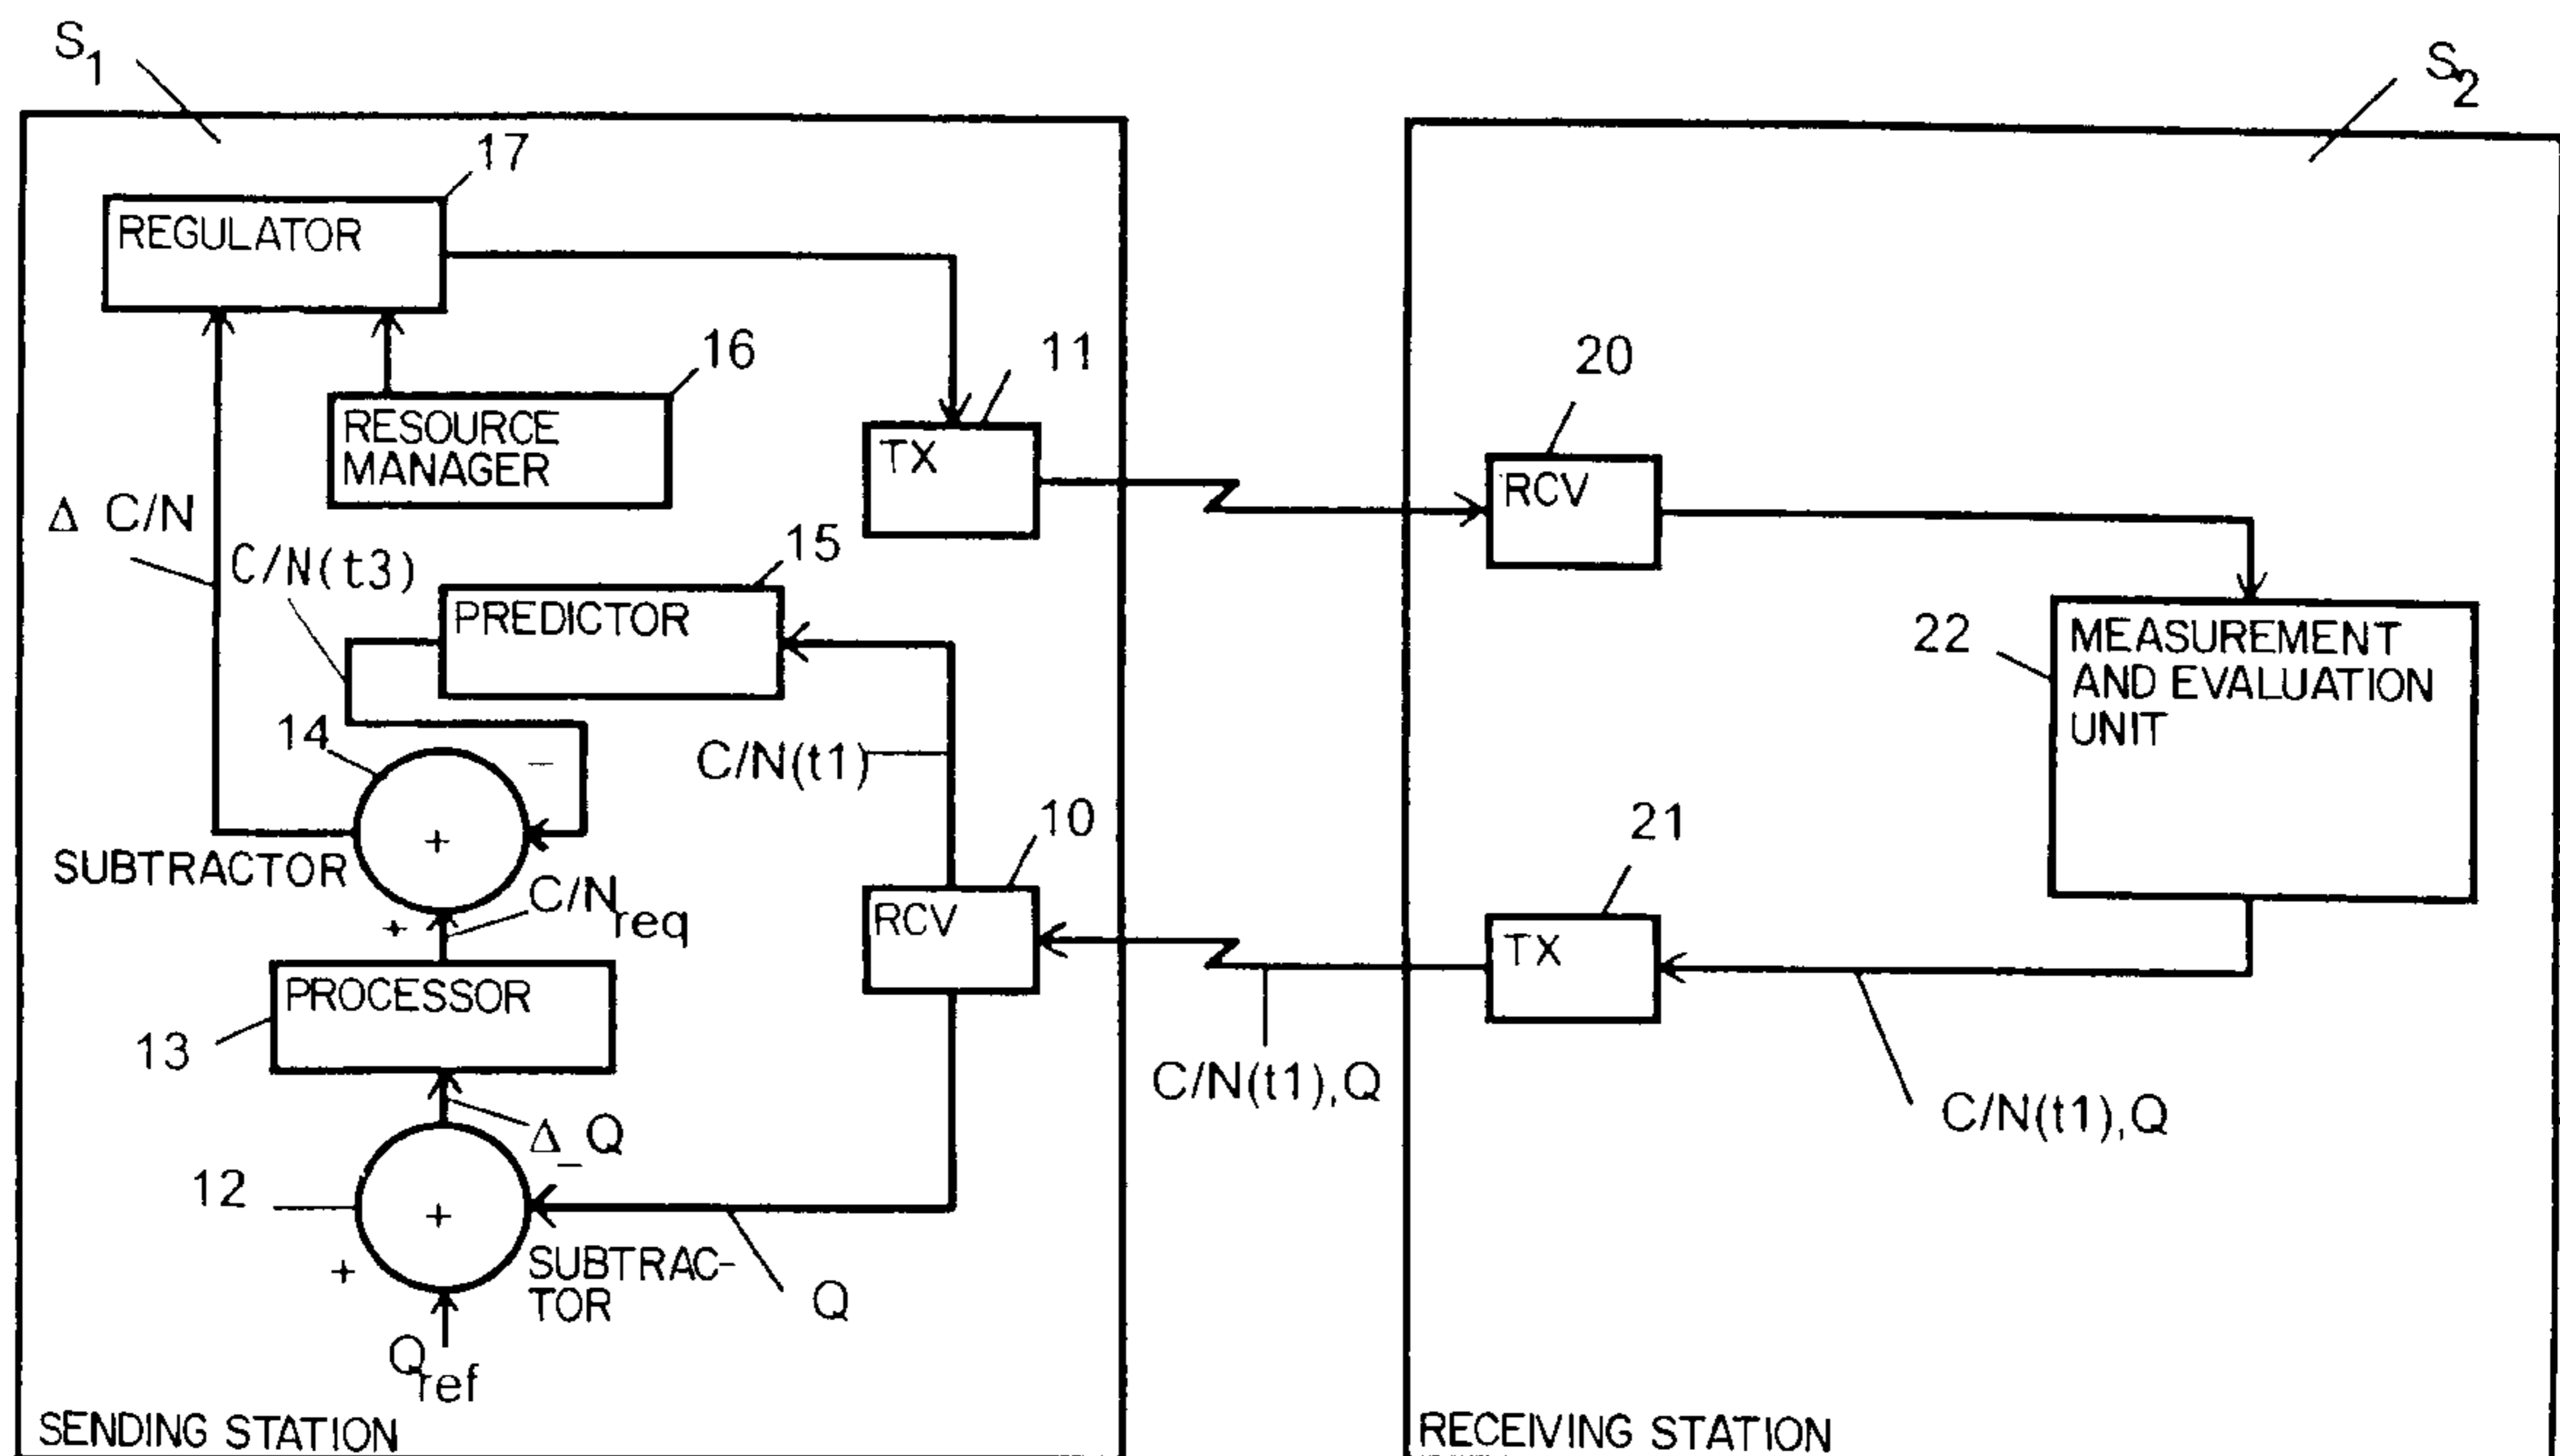 S1
S2
17
REGULATOR
16
11
20
RESOURCE
MANAGER
TX
RCV
Δ C/N
C/N(t3)
15
PREDICTOR
22
MEASUREMENT
AND EVALUATION
UNIT
14
−
C/N(t1)
10
21
+
SUBTRACTOR
C/Nreq
+
RCV
TX
PROCESSOR
13
C/N(t1),Q
C/N(t1),Q
Δ_Q
12
+
+
SUBTRAC-
TOR
Q
Qref
SENDING STATION
RECEIVING STATION